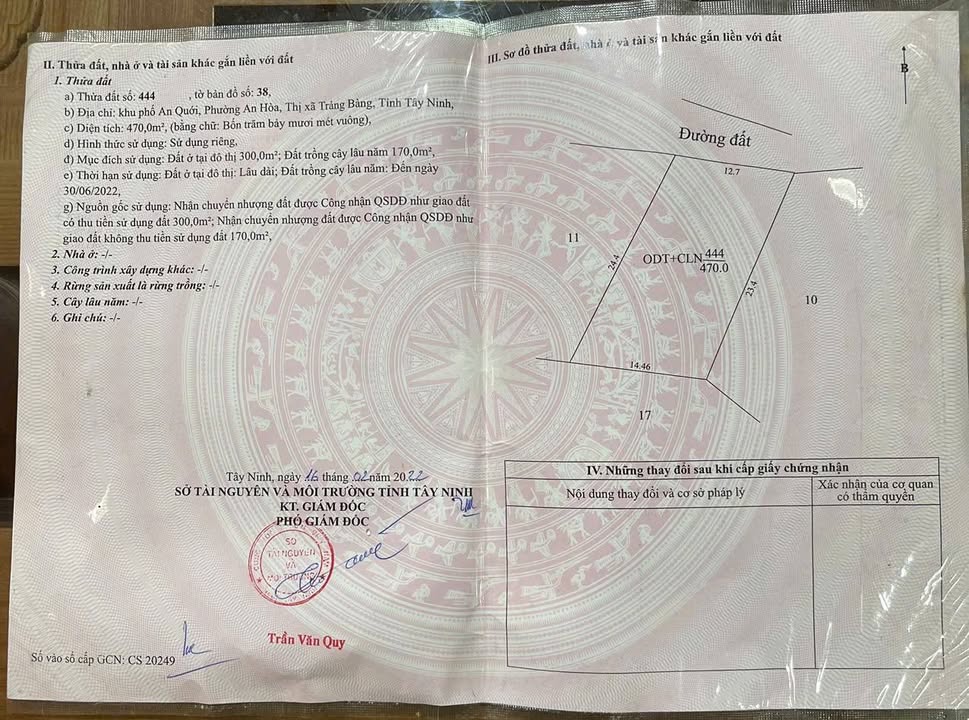 II. Thửa đất, nhà ở và tài sản khác gắn liền với đất
1. Thửa đất
a) Thửa đất số: 444 , tờ bản đồ số: 38,
b) Địa chỉ: khu phố An Quới, Phường An Hòa, Thị xã Trảng Bàng, Tỉnh Tây Ninh,
c) Diện tích: 470,0m², (bằng chữ: Bốn trăm bảy mươi mét vuông),
d) Hình thức sử dụng: Sử dụng riêng,
đ) Mục đích sử dụng: Đất ở tại đô thị 300,0m²; Đất trồng cây lâu năm 170,0m²,
e) Thời hạn sử dụng: Đất ở tại đô thị: Lâu dài; Đất trồng cây lâu năm: Đến ngày
30/06/2022,
g) Nguồn gốc sử dụng: Nhận chuyển nhượng đất được Công nhận QSDĐ như giao đất
có thu tiền sử dụng đất 300,0m²; Nhận chuyển nhượng đất được Công nhận QSDĐ như
giao đất không thu tiền sử dụng đất 170,0m²,
2. Nhà ở: -/-
3. Công trình xây dựng khác: -/-
4. Rừng sản xuất là rừng trồng: -/-
5. Cây lâu năm: -/-
6. Ghi chú: -/-
Tây Ninh, ngày 16 tháng 02 năm 2022
SỞ TÀI NGUYÊN VÀ MÔI TRƯỜNG TỈNH TÂY NINH
KT. GIÁM ĐỐC
PHÓ GIÁM ĐỐC
SỞ
TÀI NGUYÊN
VÀ
MÔI TRƯỜNG
Trần Văn Quy
Số vào sổ cấp GCN: CS 20249
III. Sơ đồ thửa đất, nhà ở và tài sản khác gắn liền với đất
B
Đường đất
12.7
11
24.4
ODT+CLN 444
470.0
23.4
10
14.46
17
IV. Những thay đổi sau khi cấp giấy chứng nhận
Nội dung thay đổi và cơ sở pháp lý
Xác nhận của cơ quan
có thẩm quyền